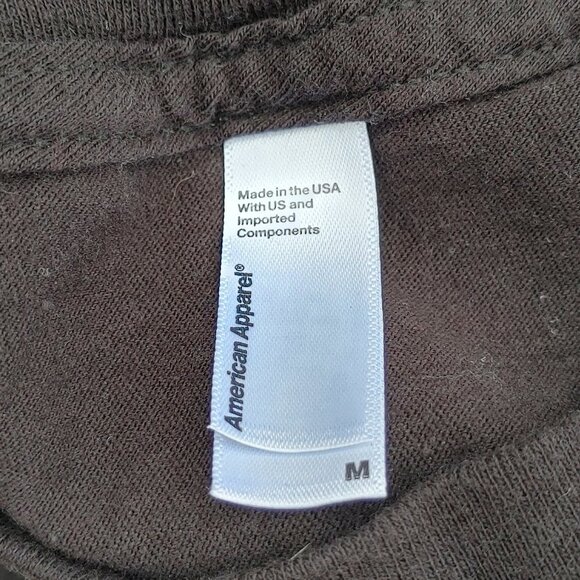 Made in the USA
With US and
Imported
Components
American Apparel®
M